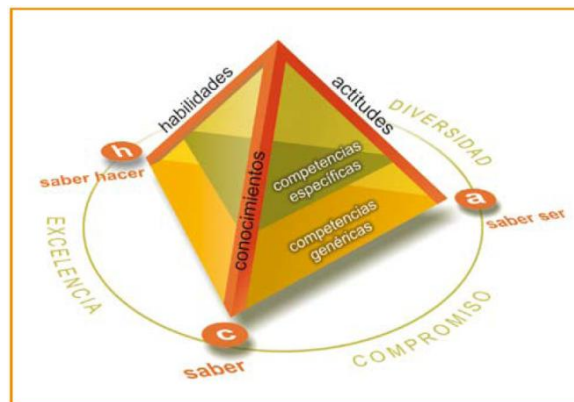 habilidades
actitudes
DIVERSIDAD
h
saber hacer
conocimientos
competencias
específicas
a
saber ser
competencias
genéricas
EXCELENCIA
COMPROMISO
c
saber